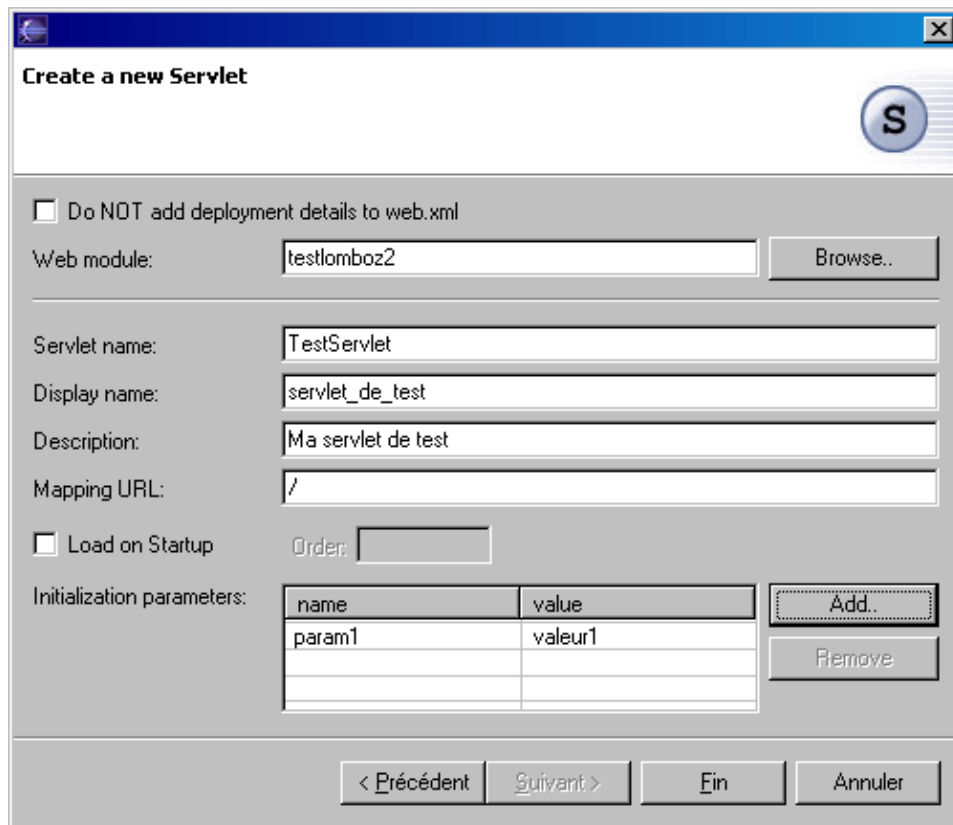 Create a new Servlet
S
Do NOT add deployment details to web.xml
Web module: testlomboz2 Browse..
Servlet name: TestServlet
Display name: servlet_de_test
Description: Ma servlet de test
Mapping URL: /
Load on Startup Order:
Initialization parameters: name value Add..
param1 valeur1
Remove
< Précédent Suivant > Fin Annuler